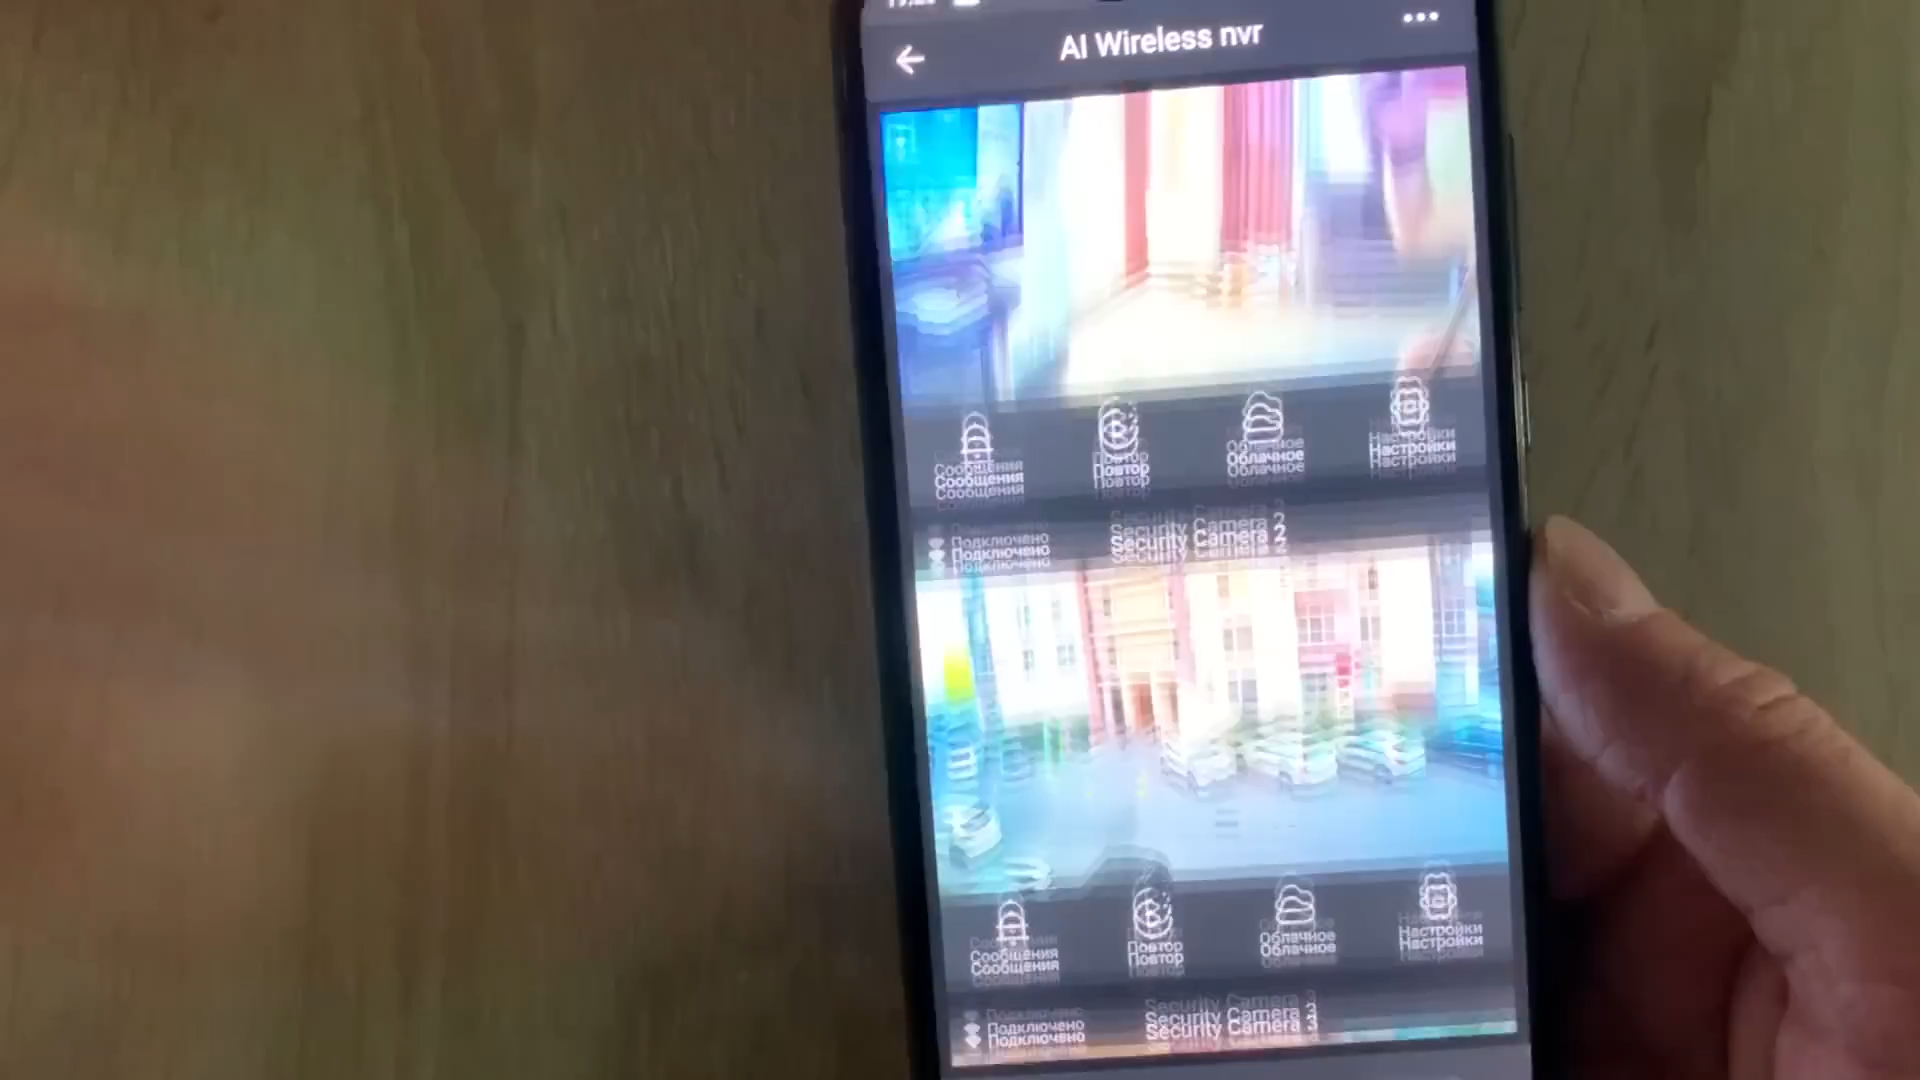 AI Wireless nvr
Сообщения Повтор Облачное Настройки
Подключено Security Camera 2
Сообщения Повтор Облачное Настройки
Подключено Security Camera 3